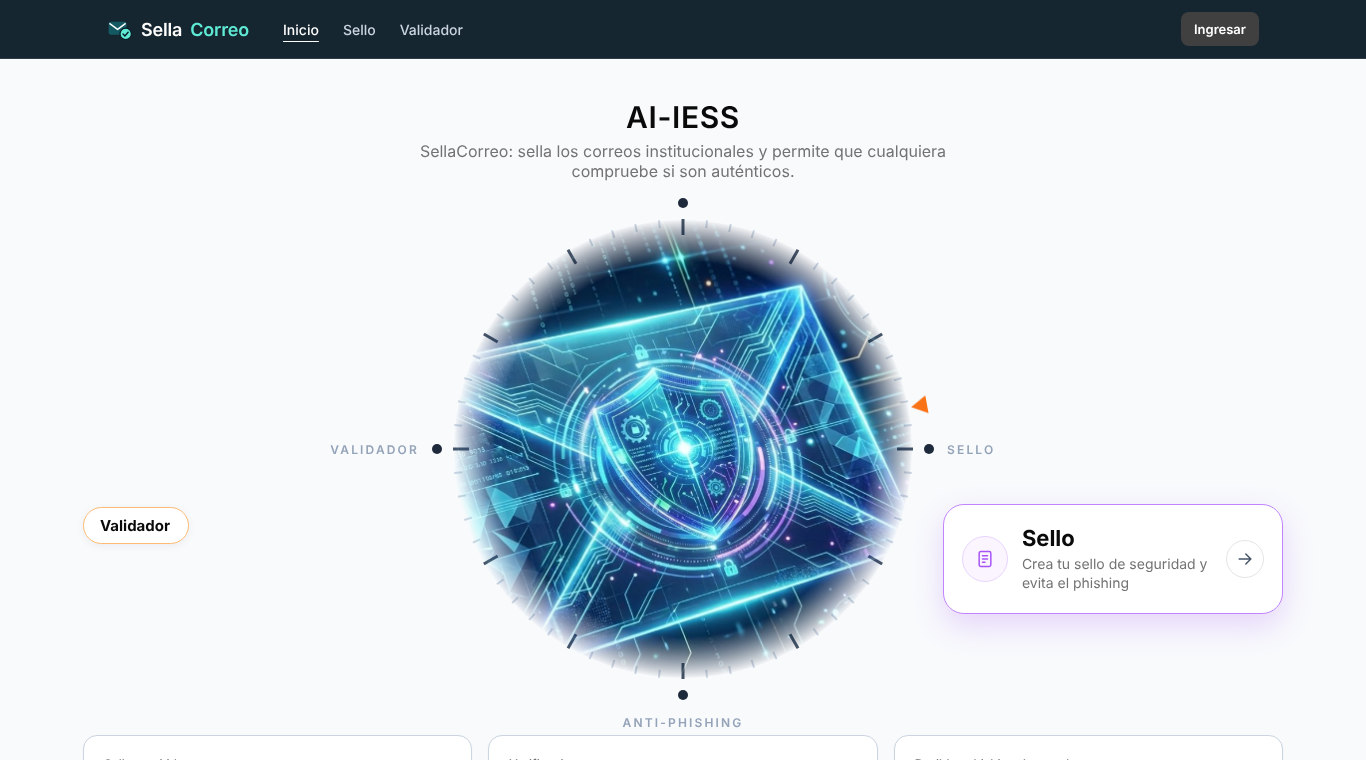 Sella Correo
Inicio
Sello
Validador
Ingresar
AI-IESS
SellaCorreo: sella los correos institucionales y permite que cualquiera
compruebe si son auténticos.
VALIDADOR
SELLO
Validador
Sello
Crea tu sello de seguridad y
evita el phishing
ANTI-PHISHING